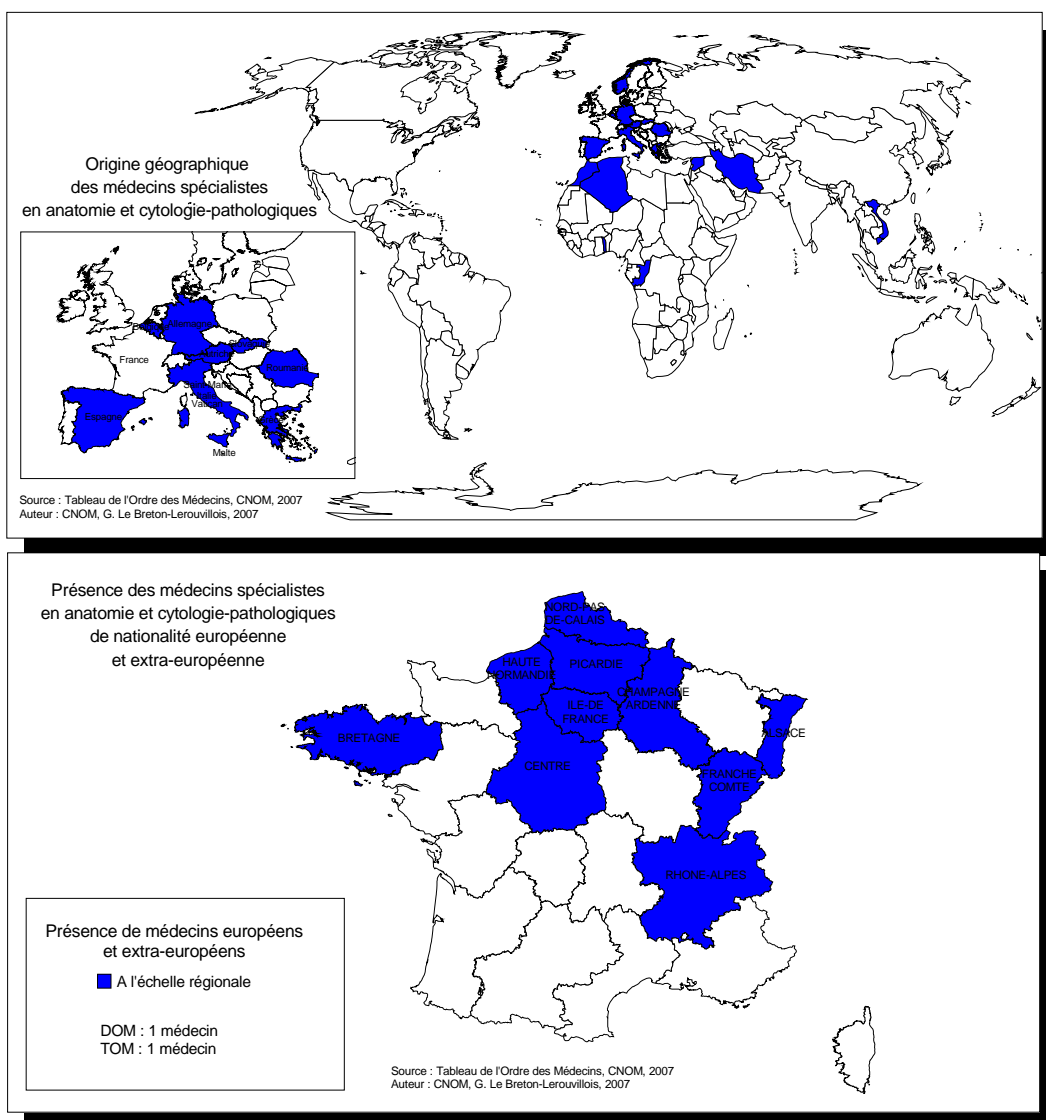 Origine géographique
des médecins spécialistes
en anatomie et cytologie-pathologiques
Allemagne
France
Autriche
Roumanie
Italie
Vatican
Espagne
Malte
Source : Tableau de l'Ordre des Médecins, CNOM, 2007
Auteur : CNOM, G. Le Breton-Lerouvillois, 2007
Présence des médecins spécialistes
en anatomie et cytologie-pathologiques
de nationalité européenne
et extra-européenne
NORD-PAS-
DE-CALAIS
HAUTE
NORMANDIE
PICARDIE
CHAMPAGNE
ARDENNE
ILE-DE
FRANCE
ALSACE
BRETAGNE
CENTRE
FRANCHE
COMTE
RHONE-ALPES
Présence de médecins européens
et extra-européens
A l'échelle régionale
DOM : 1 médecin
TOM : 1 médecin
Source : Tableau de l'Ordre des Médecins, CNOM, 2007
Auteur : CNOM, G. Le Breton-Lerouvillois, 2007